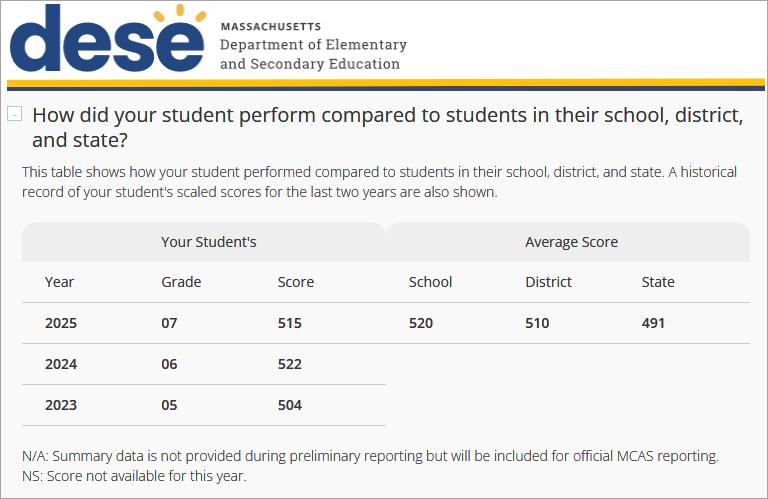 dese
MASSACHUSETTS
Department of Elementary
and Secondary Education
- How did your student perform compared to students in their school, district,
and state?
This table shows how your student performed compared to students in their school, district, and state. A historical
record of your student's scaled scores for the last two years are also shown.
Your Student's Average Score
Year Grade Score School District State
2025 07 515 520 510 491
2024 06 522
2023 05 504
N/A: Summary data is not provided during preliminary reporting but will be included for official MCAS reporting.
NS: Score not available for this year.